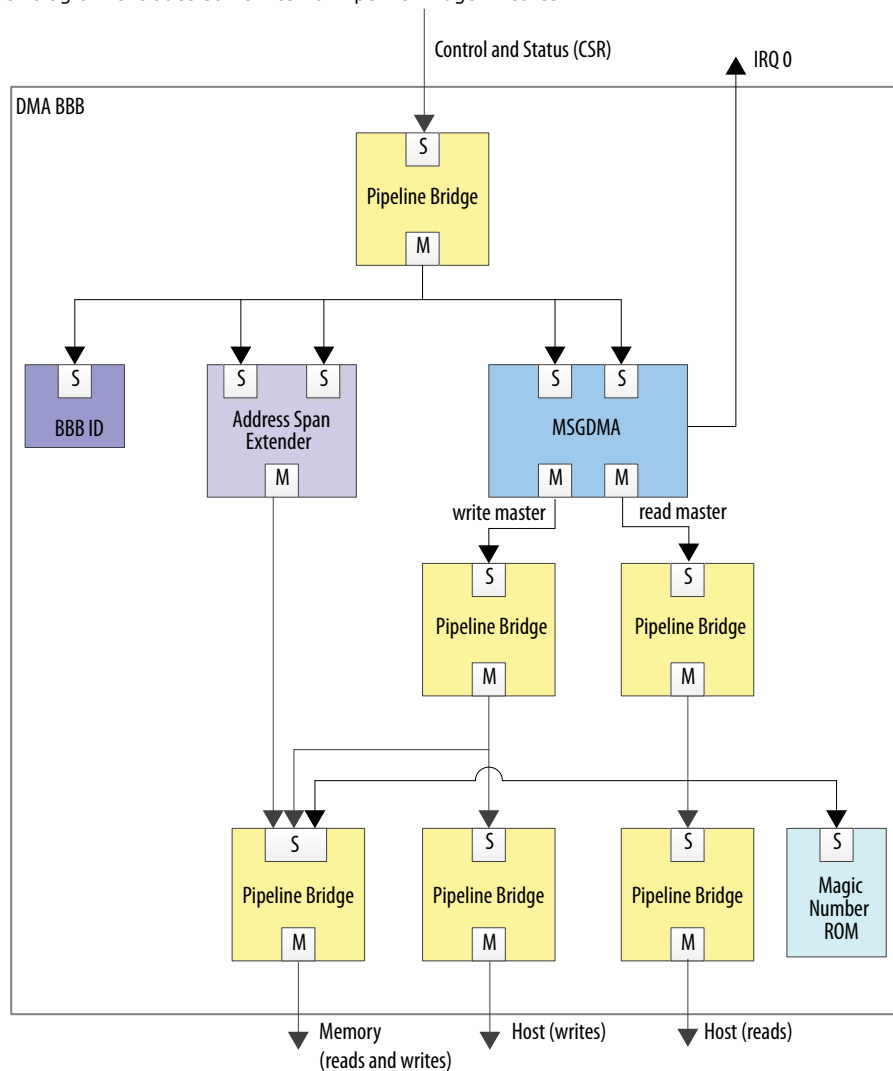 Control and Status (CSR)
IRQ 0
DMA BBB
S
Pipeline Bridge
M
S
BBB ID
S
S
Address Span
Extender
M
S
S
MSGDMA
M
M
write master
read master
S
Pipeline Bridge
M
S
Pipeline Bridge
M
S
Pipeline Bridge
M
S
Pipeline Bridge
M
S
Pipeline Bridge
M
S
Magic
Number
ROM
Memory
(reads and writes)
Host (writes)
Host (reads)